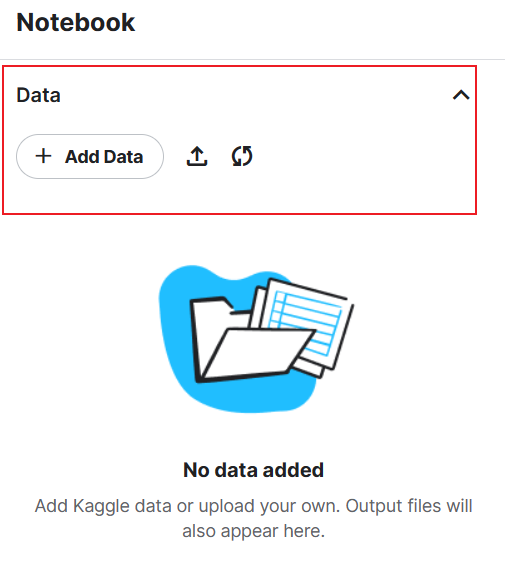 Notebook
Data
Add Data
No data added
Add Kaggle data or upload your own. Output files will
also appear here.